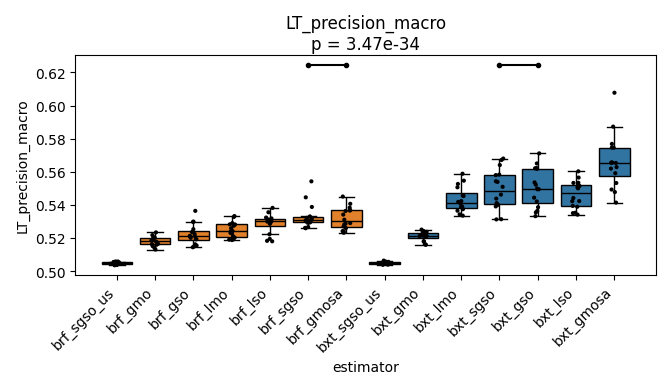 LT_precision_macro
p = 3.47e-34
LT_precision_macro
0.62
0.60
0.58
0.56
0.54
0.52
0.50
brf_sgso_us
brf_gmo
brf_gso
brf_lmo
brf_lso
brf_sgso
brf_gmosa
bxt_sgso_us
bxt_gmo
bxt_lmo
bxt_sgso
bxt_gso
bxt_lso
bxt_gmosa
estimator